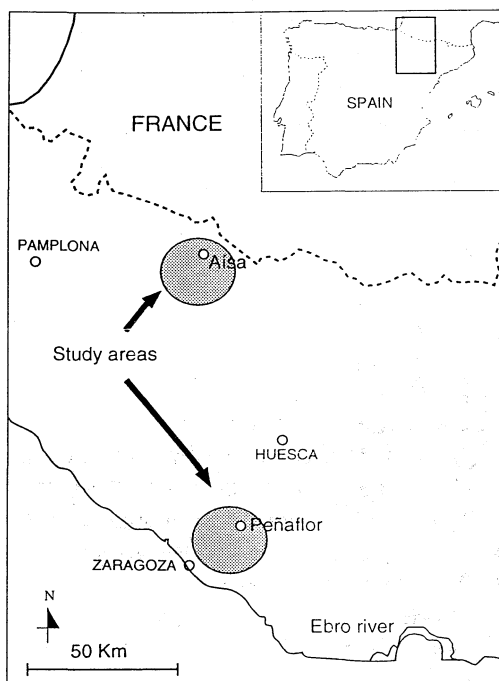 SPAIN
FRANCE
PAMPLONA
Aísa
Study areas
HUESCA
Peñaflor
ZARAGOZA
N
Ebro river
50 Km